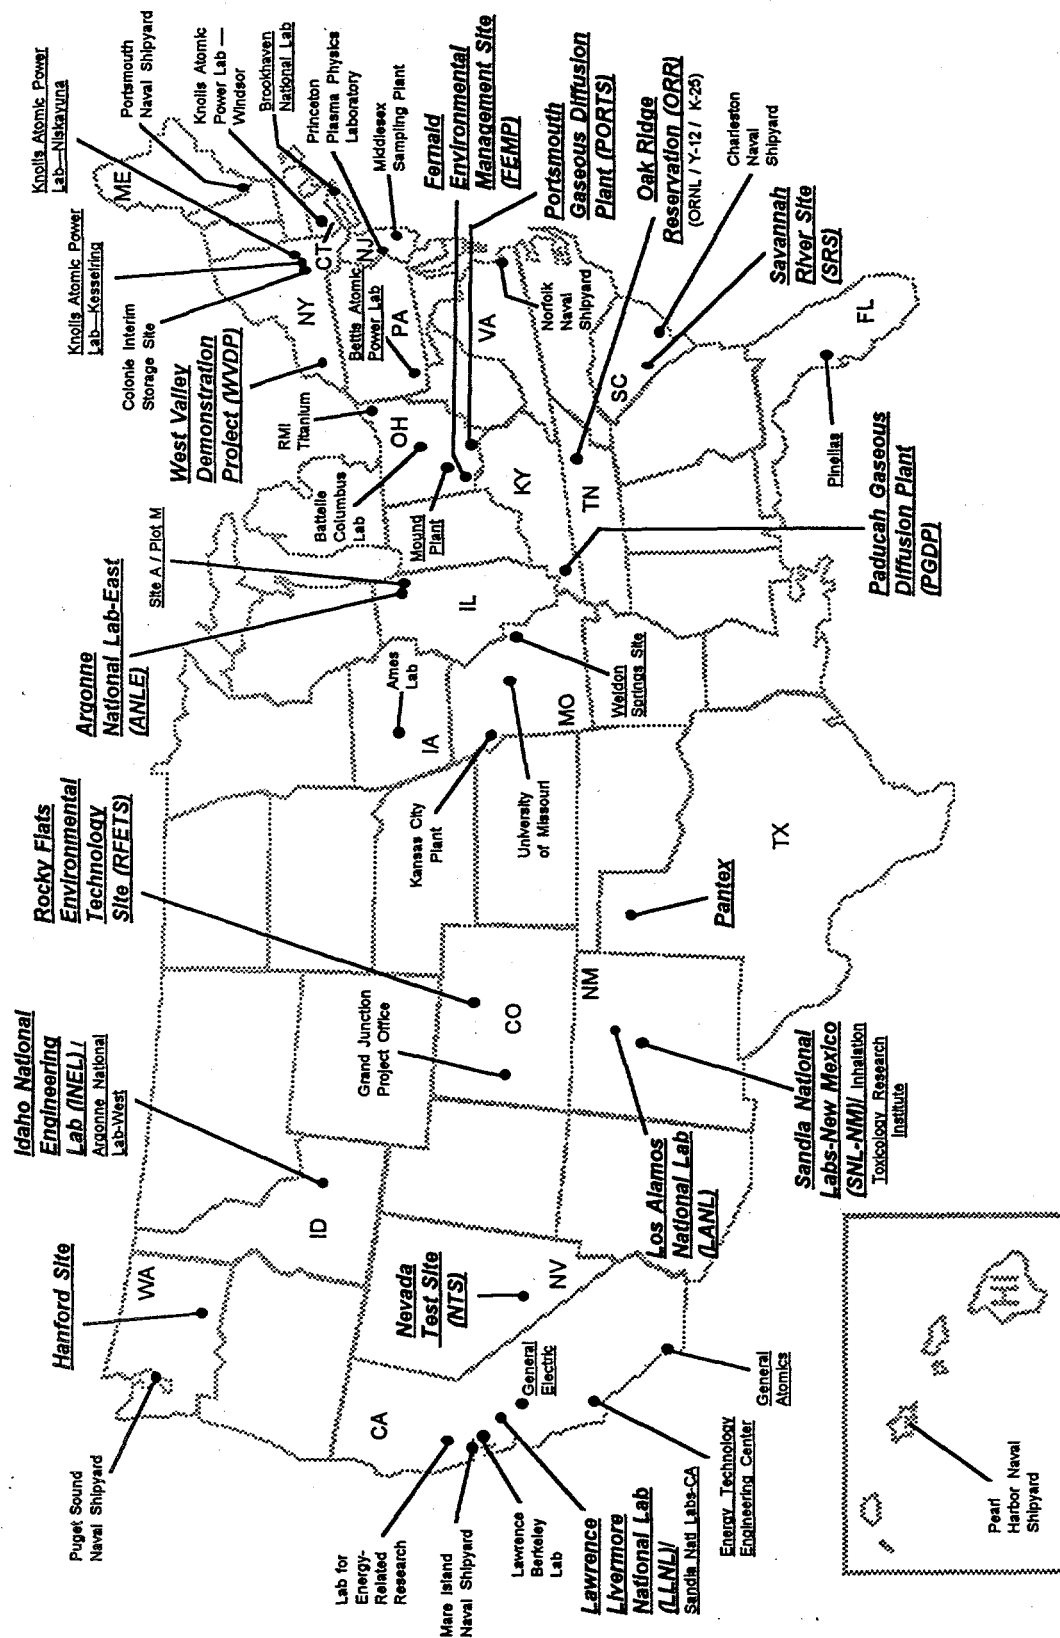 Puget Sound
Naval Shipyard
Hanford Site
WA
Idaho National
Engineering
Lab (INEL) /
Argonne National
Lab-West
ID
Rocky Flats
Environmental
Technology
Site (RFETS)
Grand Junction
Project Office
CO
Argonne
National Lab-East
(ANLE)
Site A / Plot M
IL
Ames
Lab
IA
Kansas City
Plant
University
of Missouri
MO
Weldon
Springs Site
West Valley
Demonstration
Project (WVDP)
Colonie Interim
Storage Site
Knolls Atomic Power
Lab—Kesselring
Knolls Atomic Power
Lab—Niskayuna
Portsmouth
Naval Shipyard
Knolls Atomic
Power Lab —
Windsor
Brookhaven
National Lab
Princeton
Plasma Physics
Laboratory
Middlesex
Sampling Plant
ME
NY
CT
NJ
PA
Bettis Atomic
Power Lab
RMI
Titanium
OH
Battelle
Columbus
Lab
Mound
Plant
Fernald
Environmental
Management Site
(FEMP)
Portsmouth
Gaseous Diffusion
Plant (PORTS)
Oak Ridge
Reservation (ORR)
(ORNL / Y-12 / K-25)
Charleston
Naval
Shipyard
Savannah
River Site
(SRS)
VA
Norfolk
Naval
Shipyard
KY
TN
SC
FL
Pinellas
Paducah Gaseous
Diffusion Plant
(PGDP)
Lab for
Energy-
Related
Research
Mare Island
Naval Shipyard
Lawrence
Berkeley
Lab
Lawrence
Livermore
National Lab
(LLNL)/
Sandia Natl Labs-CA
Energy Technology
Engineering Center
General
Atomics
General
Electric
CA
Nevada
Test Site
(NTS)
NV
Los Alamos
National Lab
(LANL)
Sandia National
Labs-New Mexico
(SNL-NM)/ Inhalation
Toxicology Research
Institute
NM
Pantex
TX
Pearl
Harbor Naval
Shipyard
HI